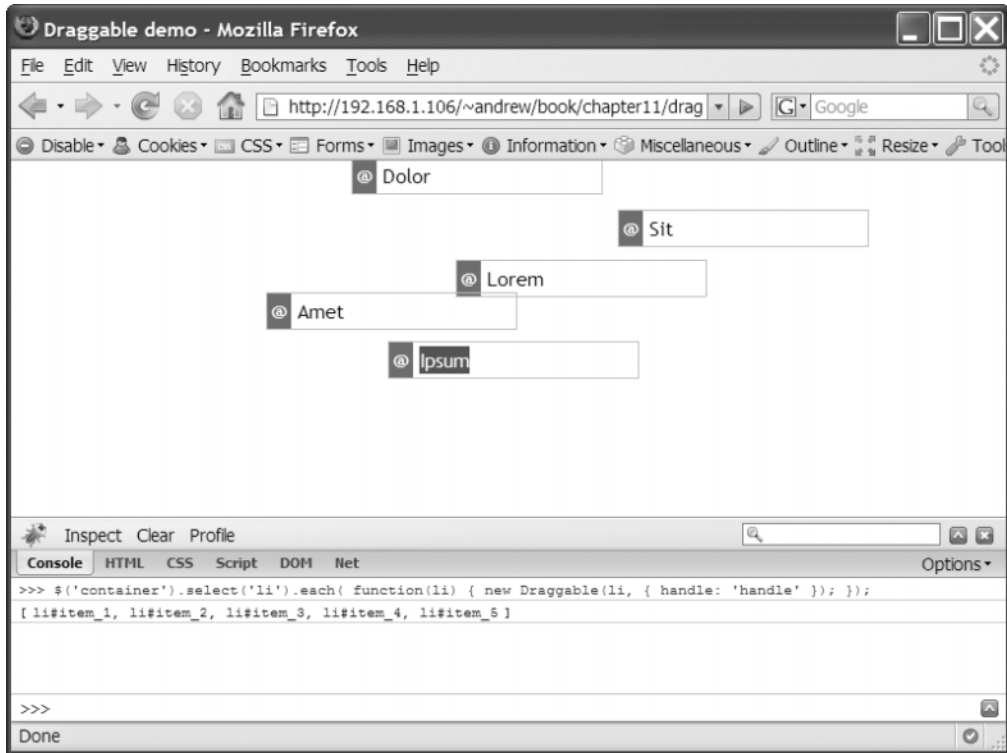 Draggable demo - Mozilla Firefox
File Edit View History Bookmarks Tools Help
http://192.168.1.106/~andrew/book/chapter11/drag G Google
Disable Cookies CSS Forms Images Information Miscellaneous Outline Resize Tool
@ Dolor
@ Sit
@ Lorem
@ Amet
@ Ipsum
Inspect Clear Profile
Console HTML CSS Script DOM Net Options
>>> $('container').select('li').each( function(li) { new Draggable(li, { handle: 'handle' }); });
[ li#item_1, li#item_2, li#item_3, li#item_4, li#item_5 ]
>>>
Done